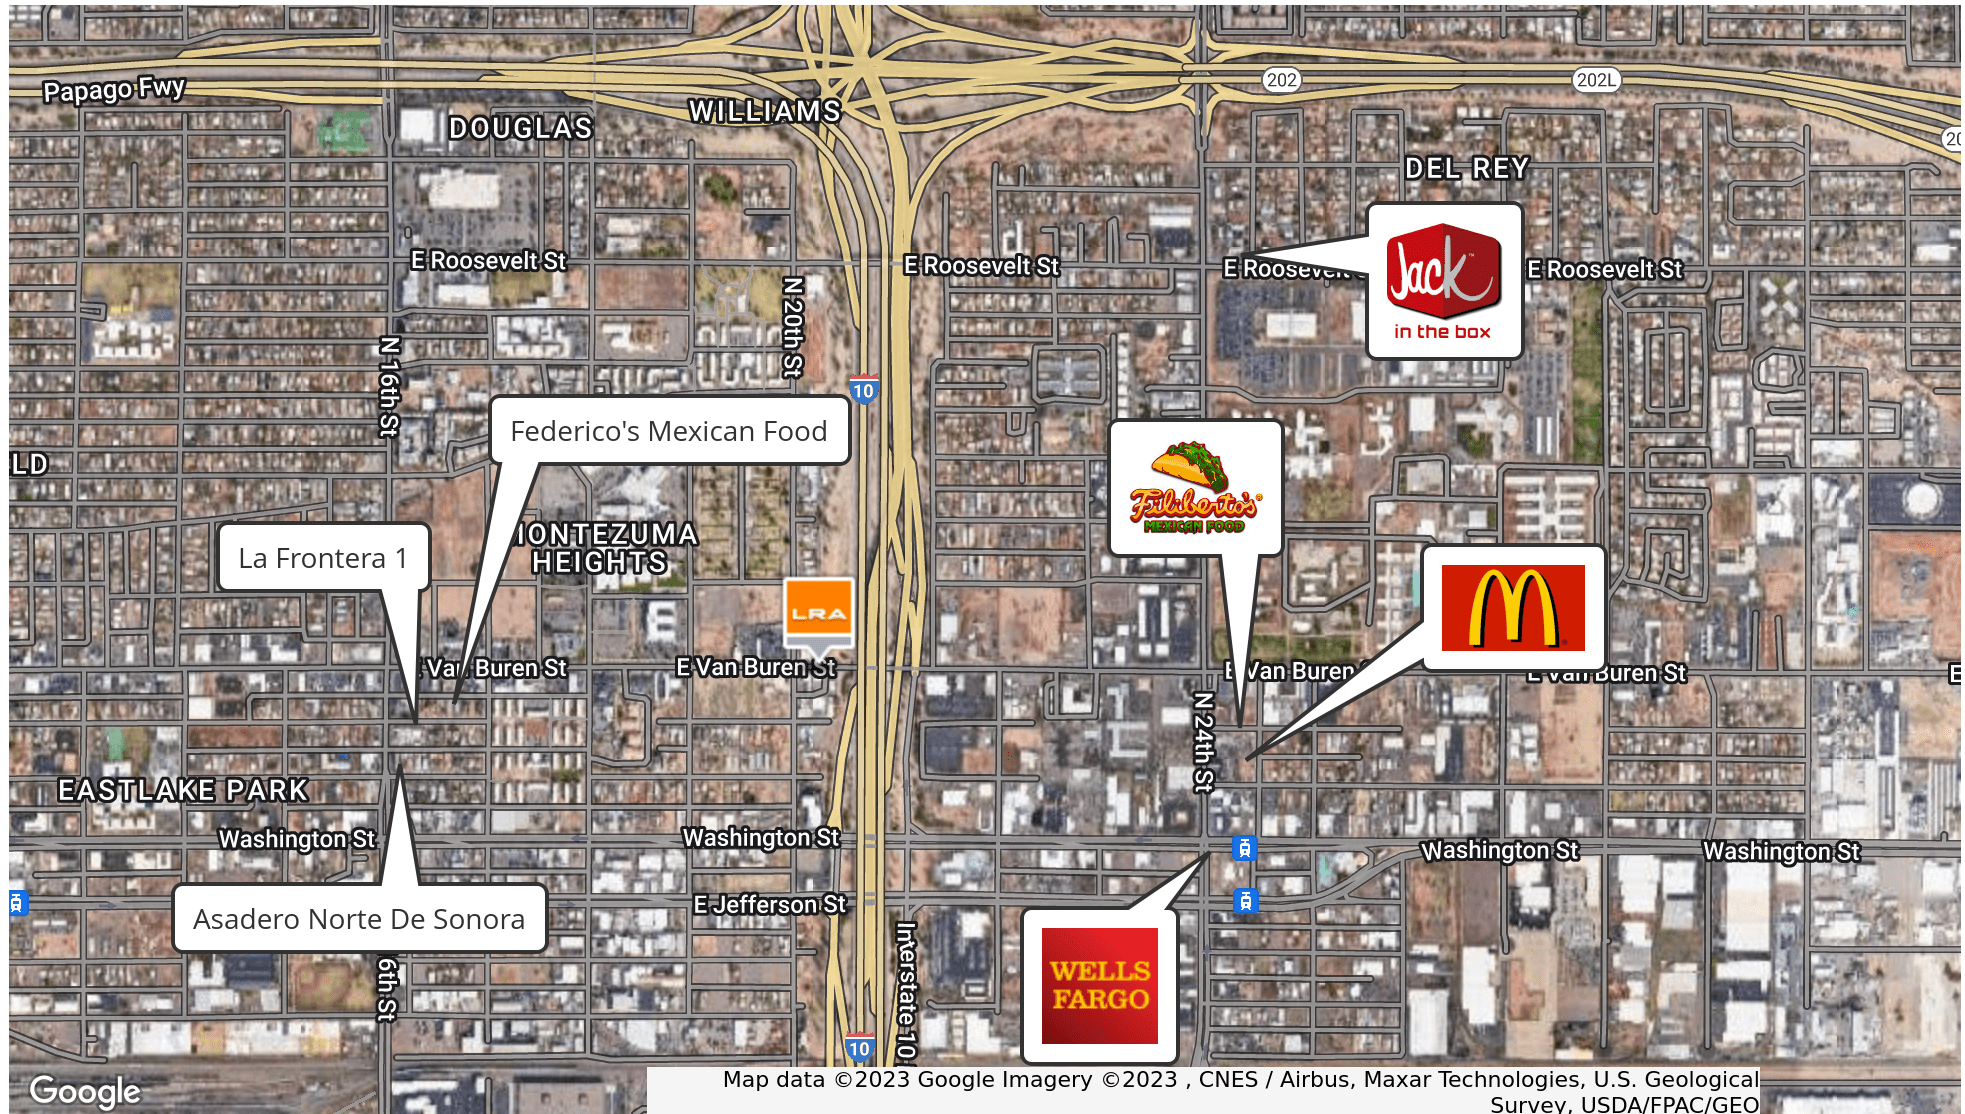 Papago Fwy
DOUGLAS
WILLIAMS
202
202L
20
DEL REY
E Roosevelt St
E Roosevelt St
E Roosevelt
E Roosevelt St
Jack
in the box
N 20th St
N 16th St
10
Federico's Mexican Food
LD
Filiberto's
MEXICAN FOOD
La Frontera 1
MONTEZUMA
HEIGHTS
LRA
M
Van Buren St
E Van Buren St
E Van Buren
E Van Buren St
E
N 24th St
EASTLAKE PARK
Washington St
Washington St
Washington St
Washington St
E Jefferson St
Asadero Norte De Sonora
6th St
Interstate 10
WELLS
FARGO
10
Google
Map data ©2023 Google Imagery ©2023 , CNES / Airbus, Maxar Technologies, U.S. Geological
Survey, USDA/FPAC/GEO